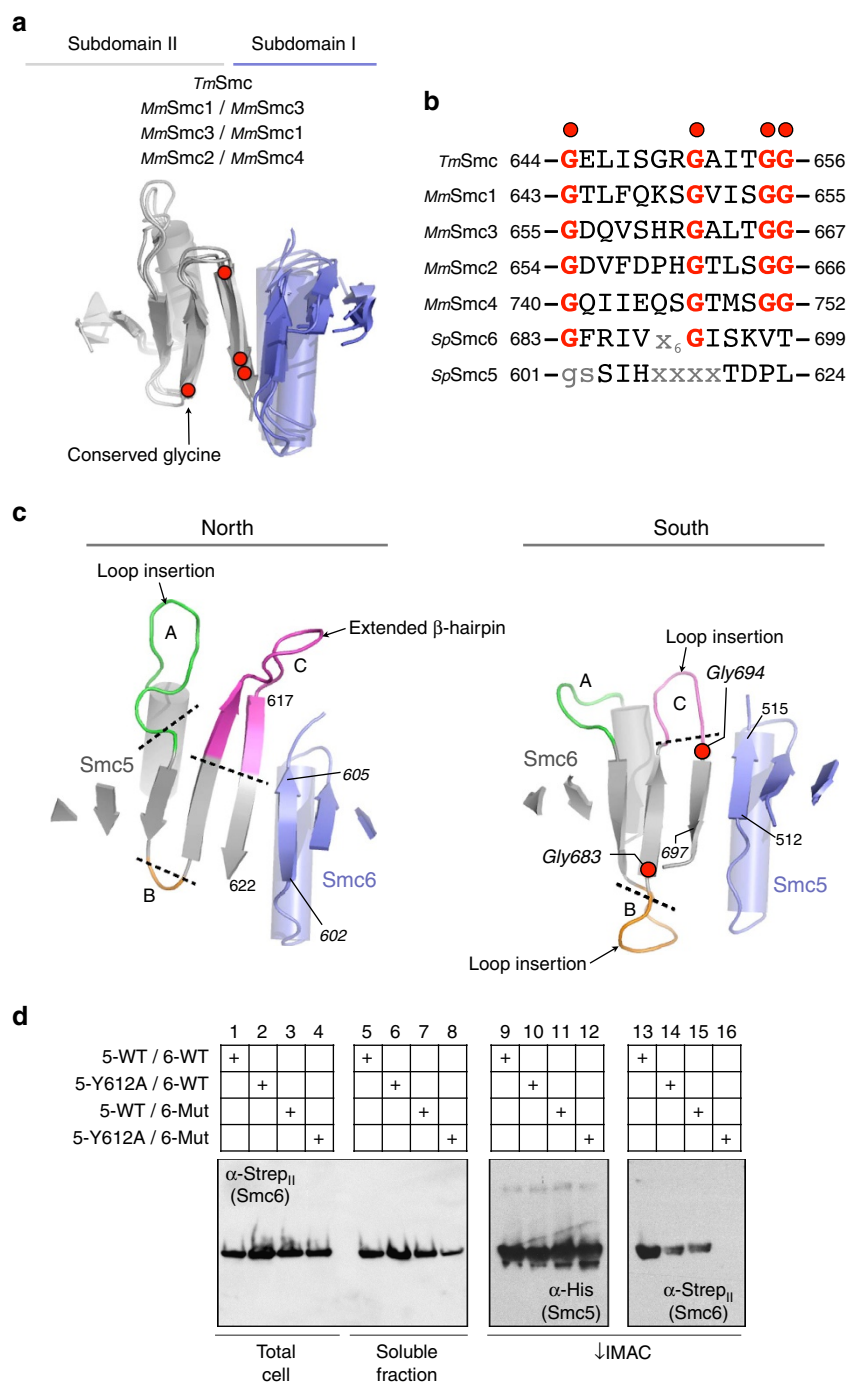 a
Subdomain II
Subdomain I
TmSmc
MmSmc1 / MmSmc3
MmSmc3 / MmSmc1
MmSmc2 / MmSmc4
Conserved glycine
b
TmSmc 644 – GELISGRGAITGG – 656
MmSmc1 643 – GTLFQKSGVISGG – 655
MmSmc3 655 – GDQVSHRGALTGG – 667
MmSmc2 654 – GDVFDPHGTLSGG – 666
MmSmc4 740 – GQIIEQSGTMSGG – 752
SpSmc6 683 – GFRIV x6 GISKVT – 699
SpSmc5 601 – gsSIHxxxxTDPL – 624
c
North
Loop insertion
A
Extended β-hairpin
C
617
Smc5
605
B
622
Smc6
602
South
Loop insertion
A
C
Gly694
515
Smc6
Gly683
697
512
Smc5
B
Loop insertion
d
1 2 3 4 5 6 7 8 9 10 11 12 13 14 15 16
5-WT / 6-WT + + + +
5-Y612A / 6-WT + + + +
5-WT / 6-Mut + + + +
5-Y612A / 6-Mut + + + +
α-StrepII
(Smc6)
α-His
(Smc5)
α-StrepII
(Smc6)
Total
cell
Soluble
fraction
↓IMAC